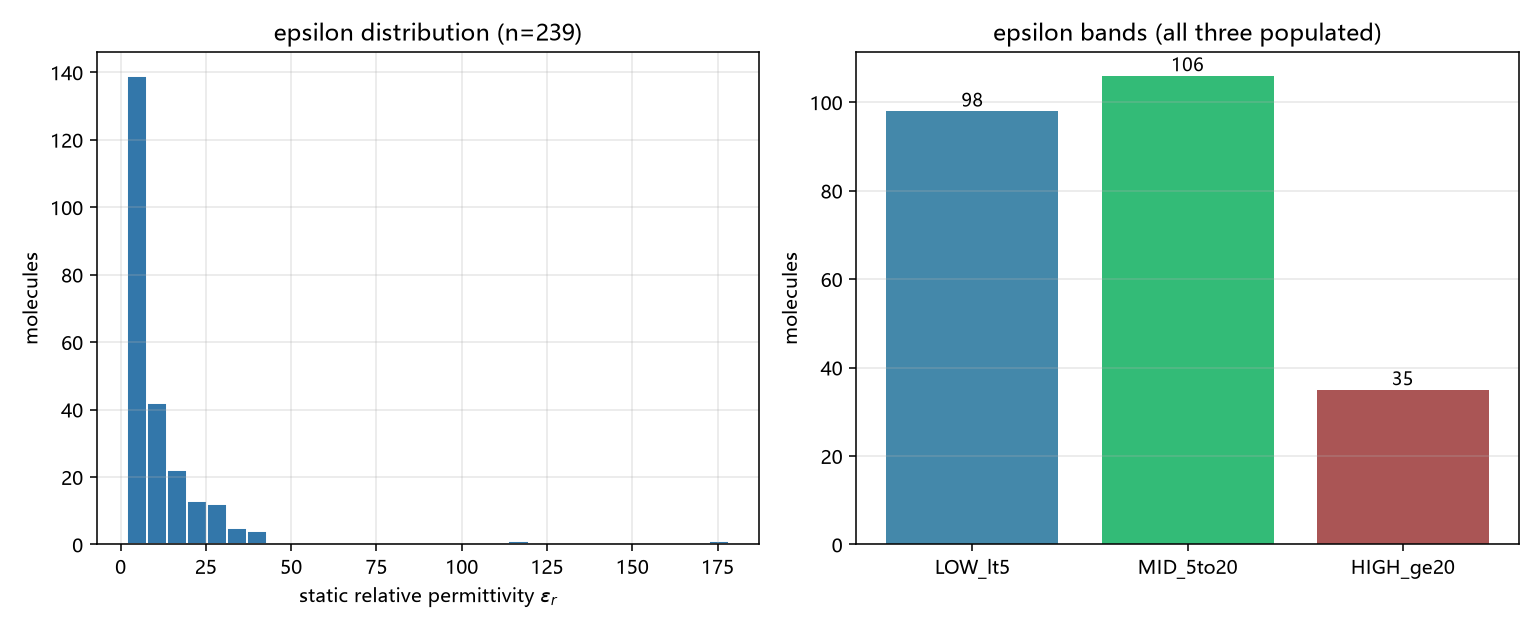 epsilon distribution (n=239)
molecules
140
120
100
80
60
40
20
0
0 25 50 75 100 125 150 175
static relative permittivity εr
epsilon bands (all three populated)
molecules
100
80
60
40
20
0
98
106
35
LOW_lt5 MID_5to20 HIGH_ge20